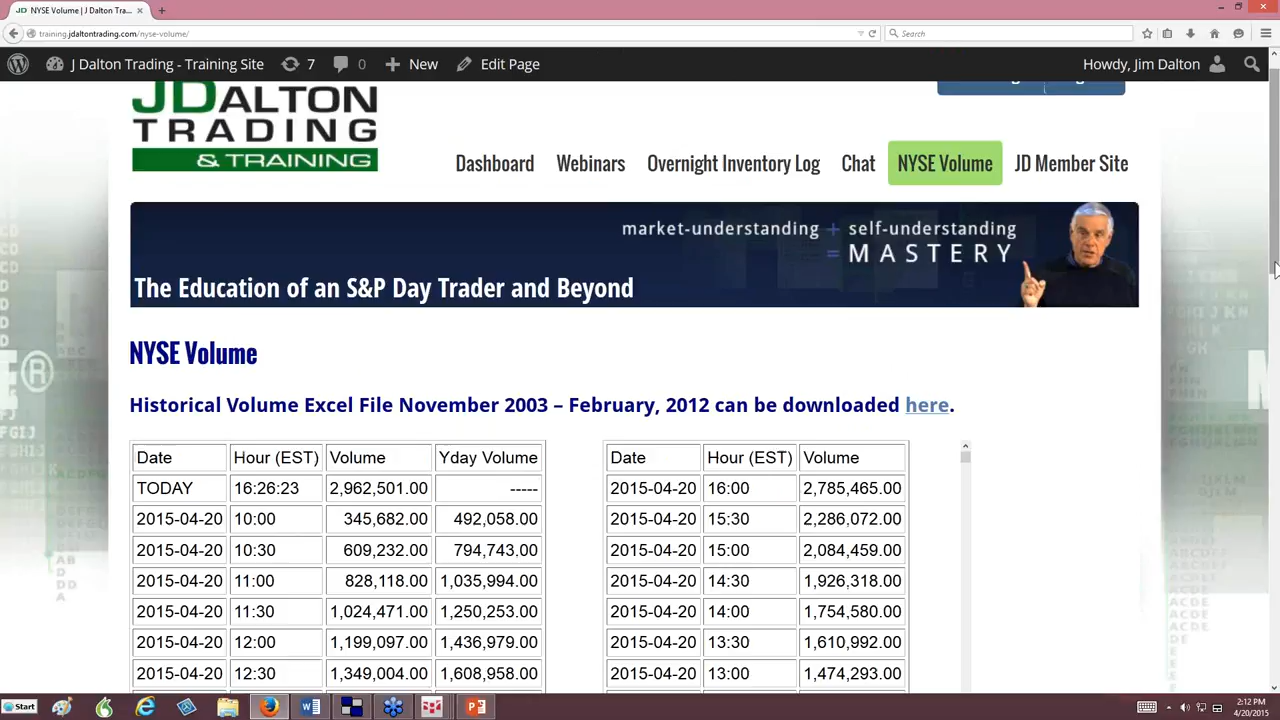 NYSE Volume | J Dalton Tra...
training.jdaltontrading.com/nyse-volume/
Search
J Dalton Trading - Training Site 7 0 New Edit Page Howdy, Jim Dalton
JDALTON
TRADING
& TRAINING
Dashboard Webinars Overnight Inventory Log Chat NYSE Volume JD Member Site
market-understanding + self-understanding
= MASTERY
The Education of an S&P Day Trader and Beyond
NYSE Volume
Historical Volume Excel File November 2003 – February, 2012 can be downloaded here.
Date Hour (EST) Volume Yday Volume Date Hour (EST) Volume
TODAY 16:26:23 2,962,501.00 ----- 2015-04-20 16:00 2,785,465.00
2015-04-20 10:00 345,682.00 492,058.00 2015-04-20 15:30 2,286,072.00
2015-04-20 10:30 609,232.00 794,743.00 2015-04-20 15:00 2,084,459.00
2015-04-20 11:00 828,118.00 1,035,994.00 2015-04-20 14:30 1,926,318.00
2015-04-20 11:30 1,024,471.00 1,250,253.00 2015-04-20 14:00 1,754,580.00
2015-04-20 12:00 1,199,097.00 1,436,979.00 2015-04-20 13:30 1,610,992.00
2015-04-20 12:30 1,349,004.00 1,608,958.00 2015-04-20 13:00 1,474,293.00
Start
2:12 PM
4/20/2015